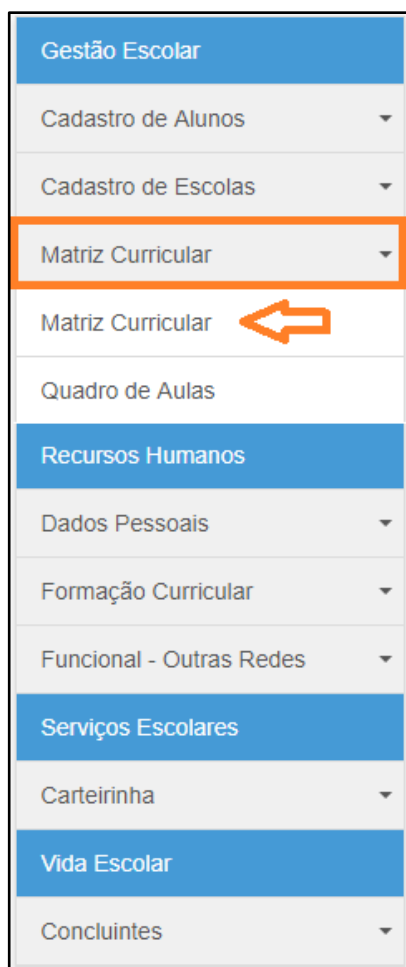 Gestão Escolar
Cadastro de Alunos
Cadastro de Escolas
Matriz Curricular
Matriz Curricular
Quadro de Aulas
Recursos Humanos
Dados Pessoais
Formação Curricular
Funcional - Outras Redes
Serviços Escolares
Carteirinha
Vida Escolar
Concluintes